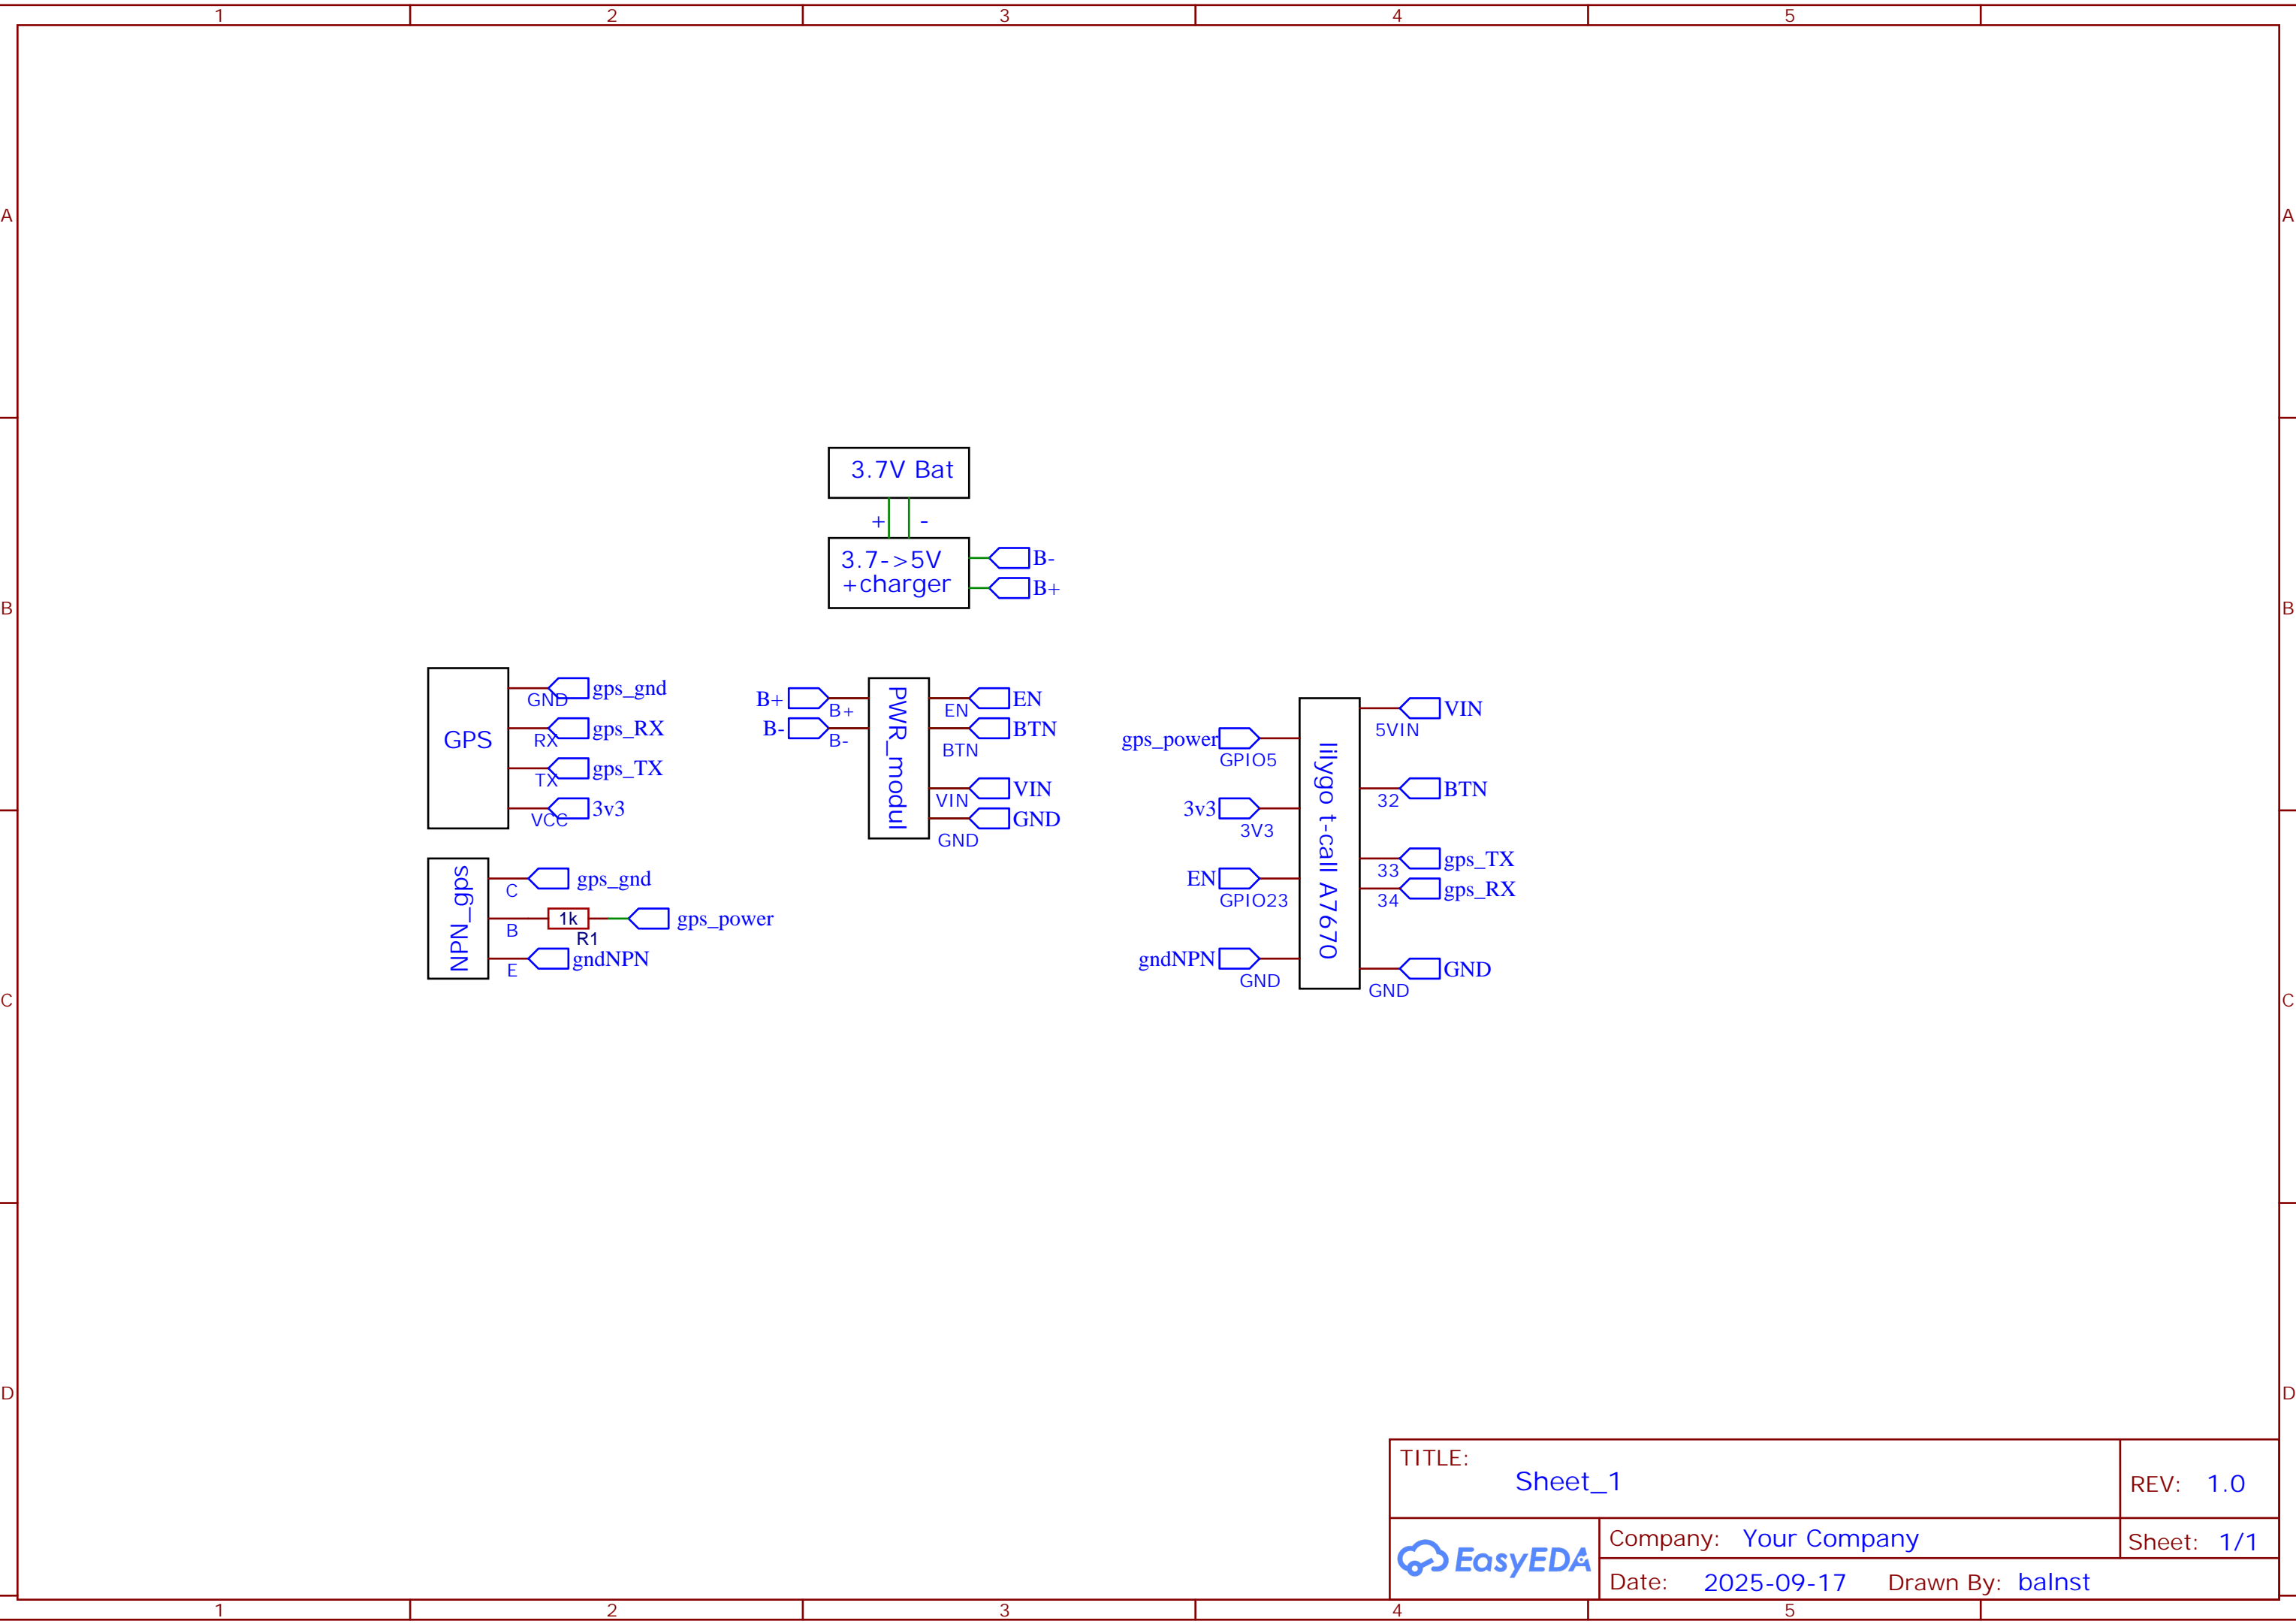 1 2 3 4 5
A A
B B
C C
D D
3.7V Bat
+ -
3.7->5V
+charger
B-
B+
GPS
GND gps_gnd
RX gps_RX
TX gps_TX
VCC 3v3
NPN_gps
C gps_gnd
B 1k R1 gps_power
E gndNPN
PWR_modul
B+ B+
B- B-
EN EN
BTN BTN
VIN VIN
GND GND
lilygo t-call A7670
gps_power GPIO5
3v3 3V3
EN GPIO23
gndNPN GND
5VIN VIN
32 BTN
33 gps_TX
34 gps_RX
GND GND
TITLE:
Sheet_1
REV: 1.0
EasyEDA
Company: Your Company
Sheet: 1/1
Date: 2025-09-17 Drawn By: balnst
1 2 3 4 5